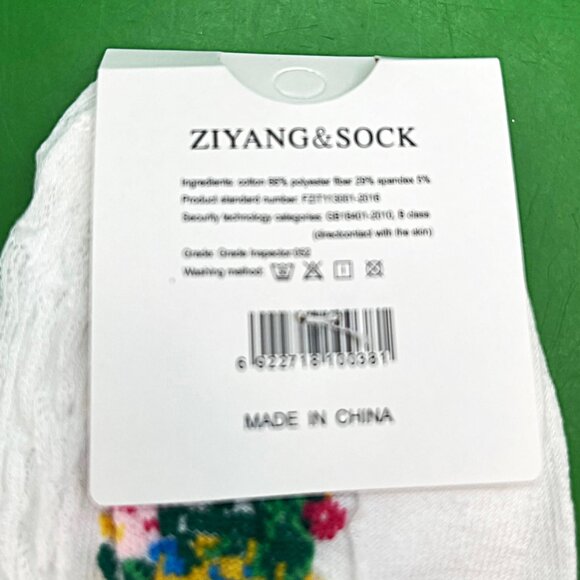 ZIYANG&SOCK
Ingredients: cotton 66% polyester fiber 29% spandex 5%
Product standard number: FZ/T73001-2016
Security technology categories: GB18401-2010, B class
(directcontact with the skin)
Grade: Grade Inspector:052
Washing method:
6 922718 100381
MADE IN CHINA